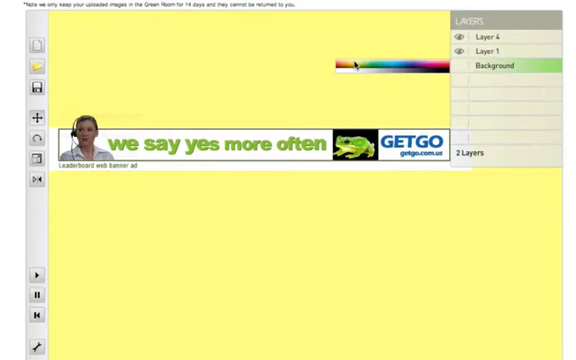 *Note we only keep your uploaded images in the Green Room for 14 days and they cannot be returned to you.
LAYERS
Layer 4
Layer 1
Background
we say yes more often
GETGO
getgo.com.us
2 Layers
Leaderboard web banner ad